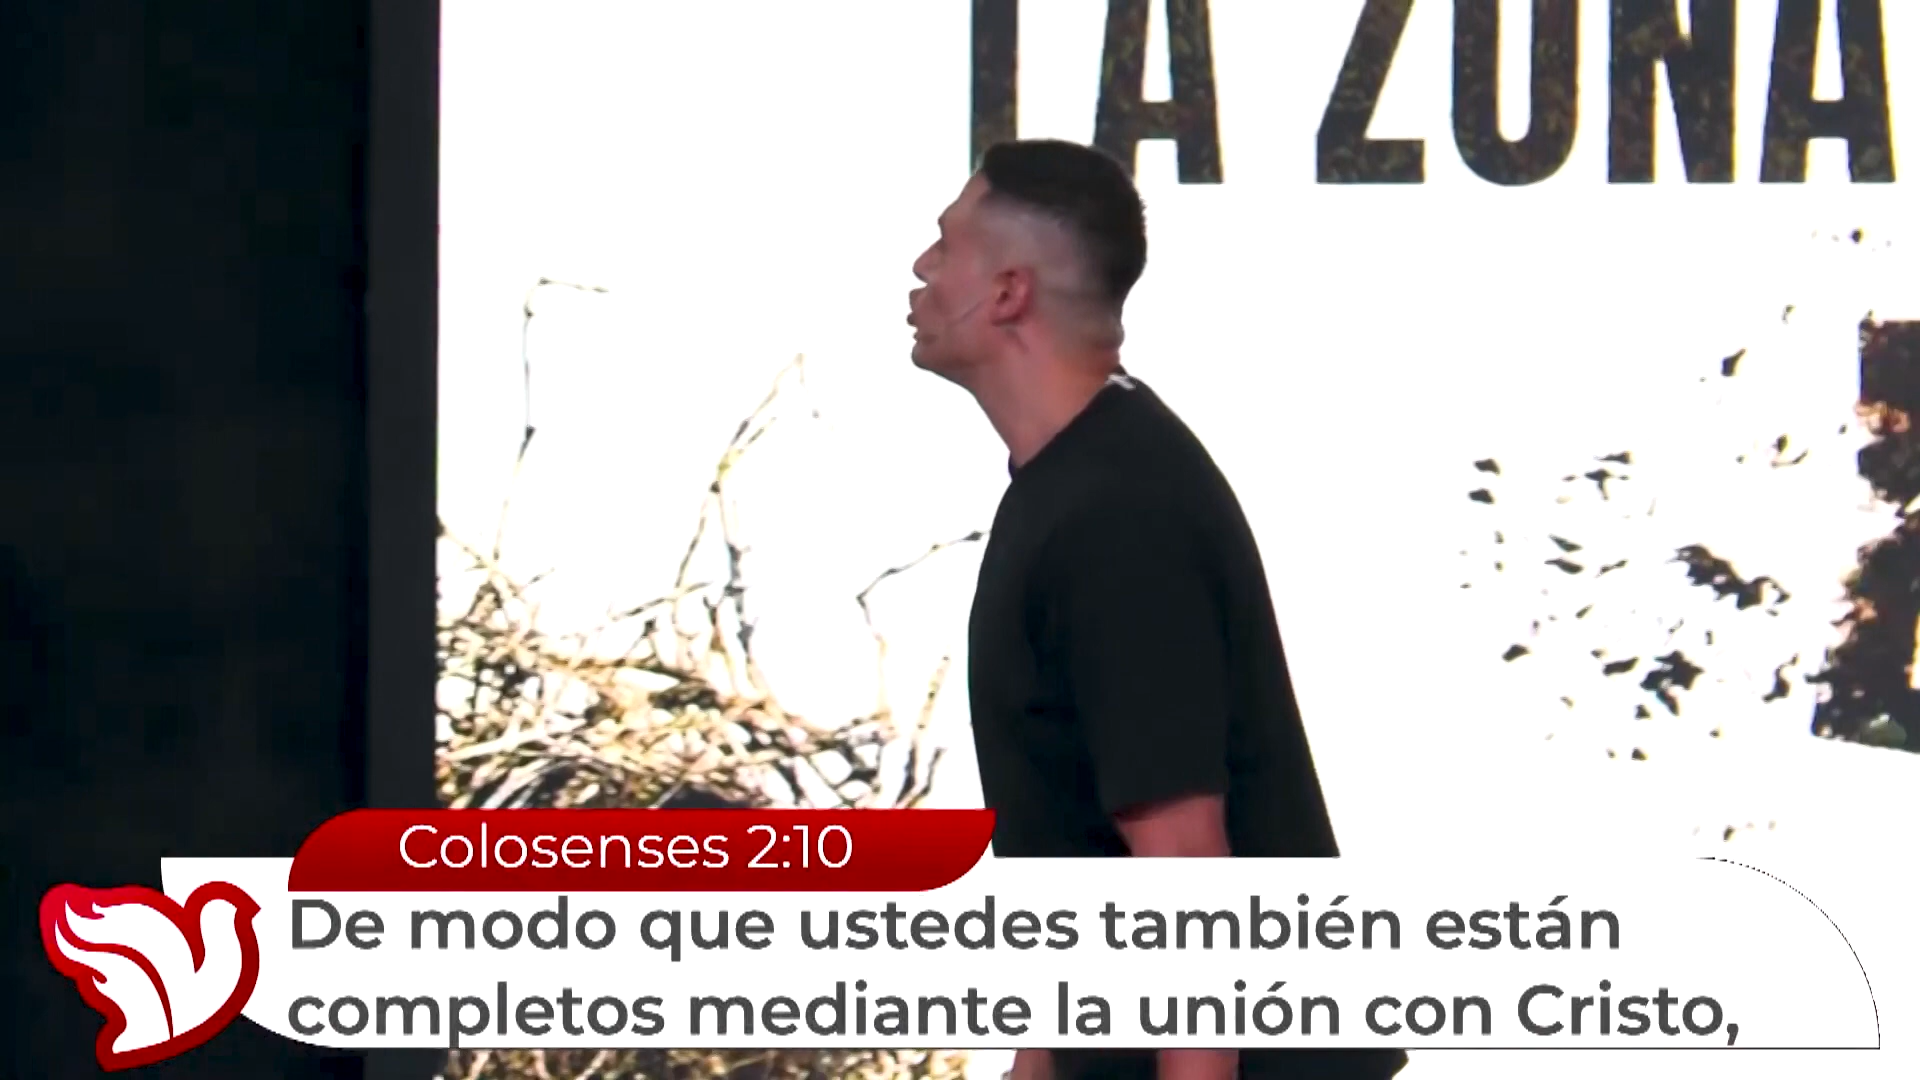 LA ZONA
Colosenses 2:10
De modo que ustedes también están
completos mediante la unión con Cristo,